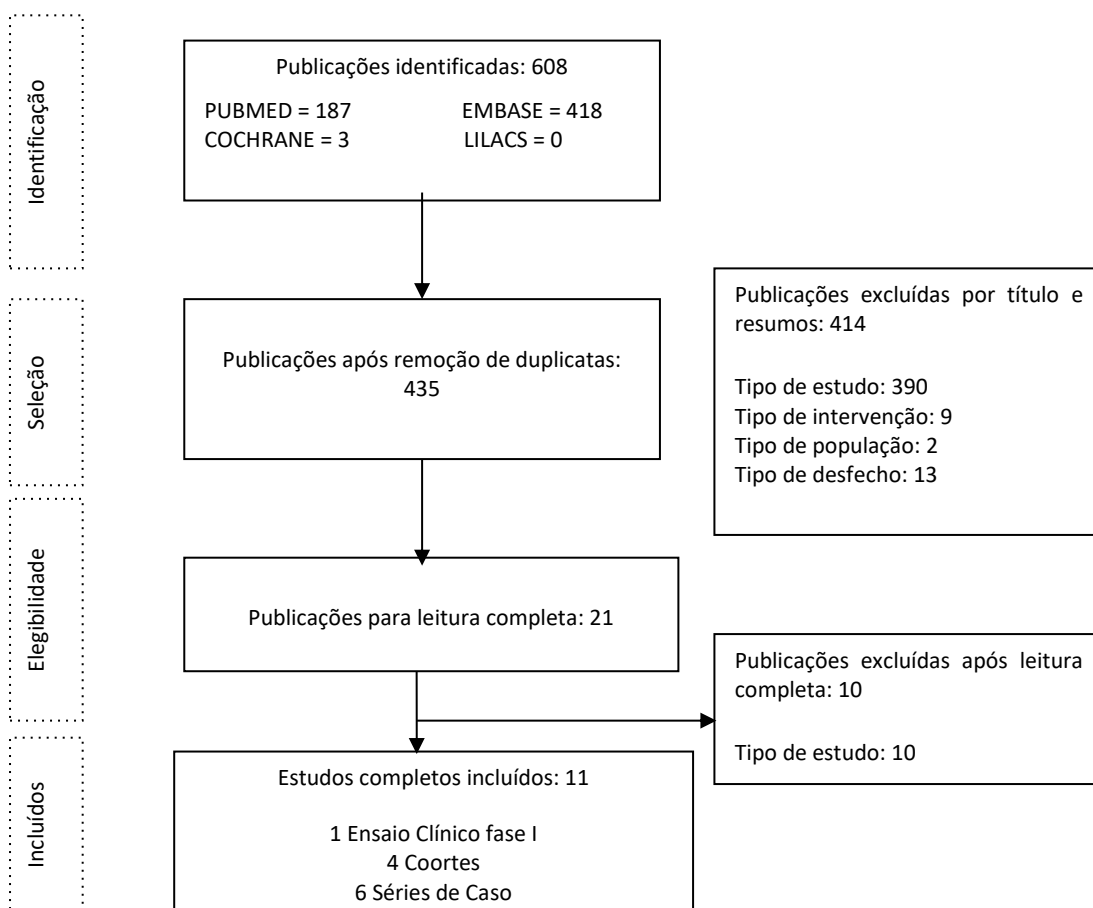 Identificação
Publicações identificadas: 608
PUBMED = 187 EMBASE = 418
COCHRANE = 3 LILACS = 0
Seleção
Publicações após remoção de duplicatas:
435
Publicações excluídas por título e
resumos: 414
Tipo de estudo: 390
Tipo de intervenção: 9
Tipo de população: 2
Tipo de desfecho: 13
Elegibilidade
Publicações para leitura completa: 21
Publicações excluídas após leitura
completa: 10
Tipo de estudo: 10
Incluídos
Estudos completos incluídos: 11
1 Ensaio Clínico fase I
4 Coortes
6 Séries de Caso